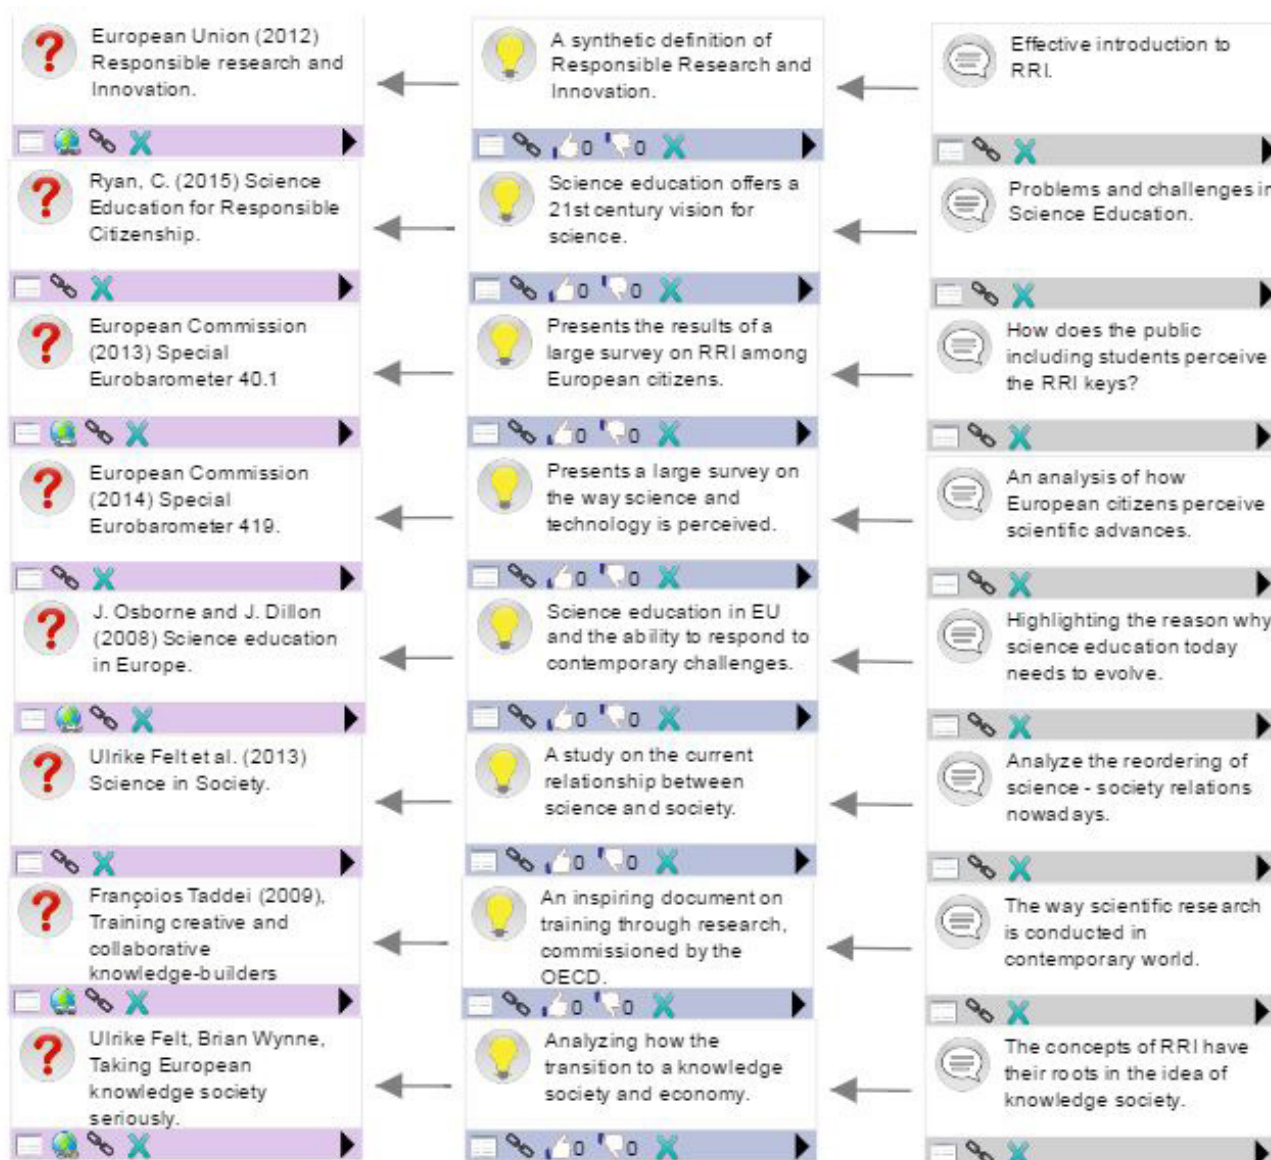 European Union (2012)
Responsible research and
Innovation.
A synthetic definition of
Responsible Research and
Innovation.
Effective introduction to
RRI.
0 0
Ryan, C. (2015) Science
Education for Responsible
Citizenship.
Science education offers a
21st century vision for
science.
Problems and challenges in
Science Education.
0 0
European Commission
(2013) Special
Eurobarometer 40.1
Presents the results of a
large survey on RRI among
European citizens.
How does the public
including students perceive
the RRI keys?
0 0
European Commission
(2014) Special
Eurobarometer 419.
Presents a large survey on
the way science and
technology is perceived.
An analysis of how
European citizens perceive
scientific advances.
0 0
J. Osborne and J. Dillon
(2008) Science education
in Europe.
Science education in EU
and the ability to respond to
contemporary challenges.
Highlighting the reason why
science education today
needs to evolve.
0 0
Ulrike Felt et al. (2013)
Science in Society.
A study on the current
relationship between
science and society.
Analyze the reordering of
science - society relations
nowadays.
0 0
Françoios Taddei (2009),
Training creative and
collaborative
knowledge-builders
An inspiring document on
training through research,
commissioned by the
OECD.
The way scientific research
is conducted in
contemporary world.
0 0
Ulrike Felt, Brian Wynne,
Taking European
knowledge society
seriously.
Analyzing how the
transition to a knowledge
society and economy.
The concepts of RRI have
their roots in the idea of
knowledge society.
0 0